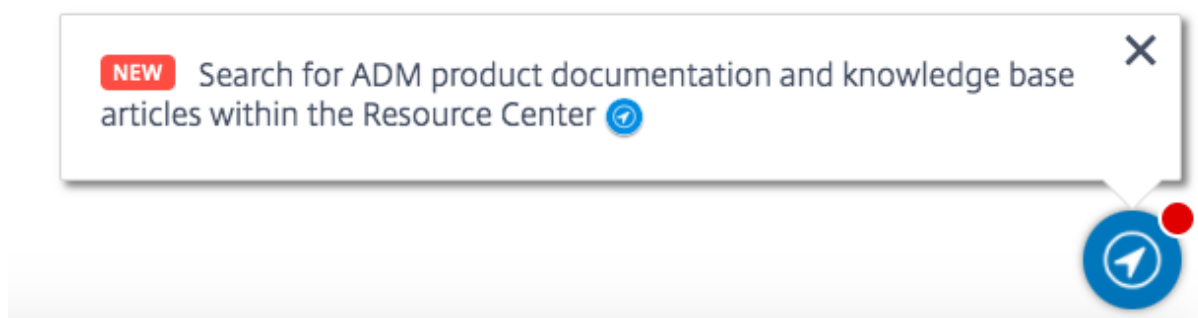 NEW Search for ADM product documentation and knowledge base
articles within the Resource Center